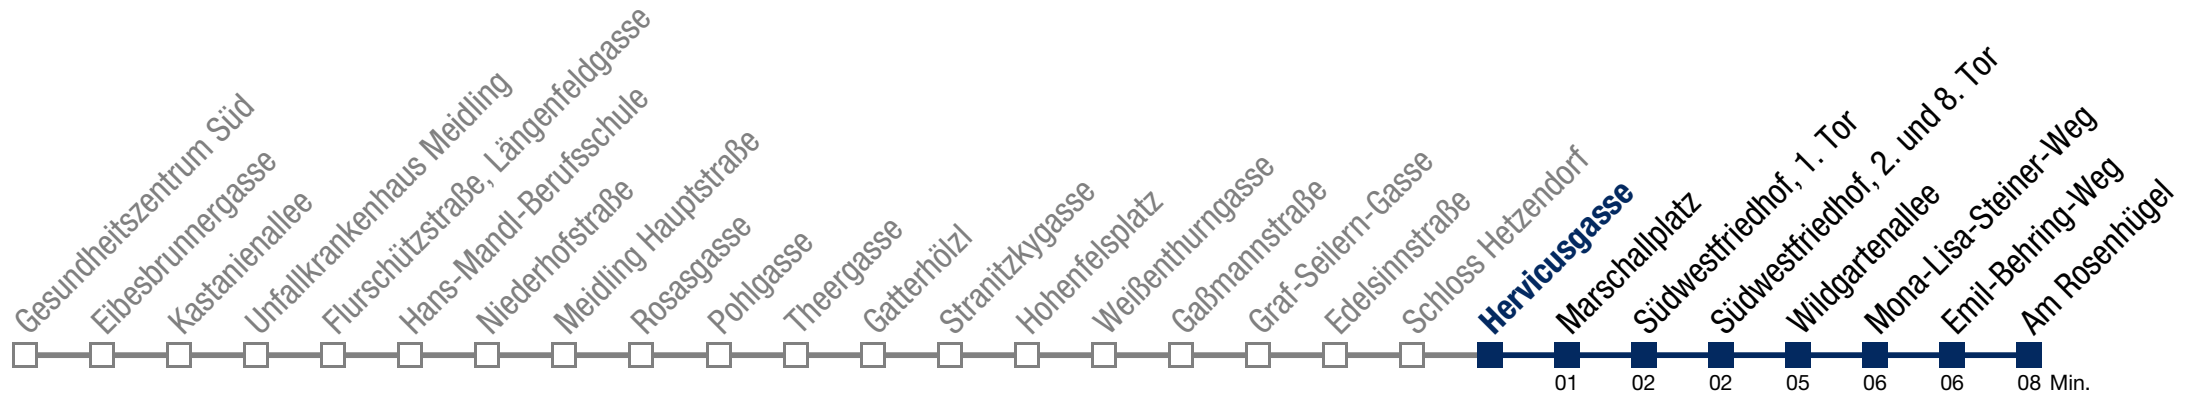 Gesundheitszentrum Süd
Eibesbrunnergasse
Kastanienallee
Unfallkrankenhaus Meidling
Flurschützstraße, Längenfeldgasse
Hans-Mandl-Berufsschule
Niederhofstraße
Meidling Hauptstraße
Rosasgasse
Pohlgasse
Theergasse
Gatterhölzl
Stranitzkygasse
Hohenfelsplatz
Weißenthurngasse
Gaßmannstraße
Graf-Seilern-Gasse
Edelsinnstraße
Schloss Hetzendorf
Hervicusgasse
Marschallplatz
Südwestfriedhof, 1. Tor
Südwestfriedhof, 2. und 8. Tor
Wildgartenallee
Mona-Lisa-Steiner-Weg
Emil-Behring-Weg
Am Rosenhügel
01 02 02 05 06 06 08 Min.